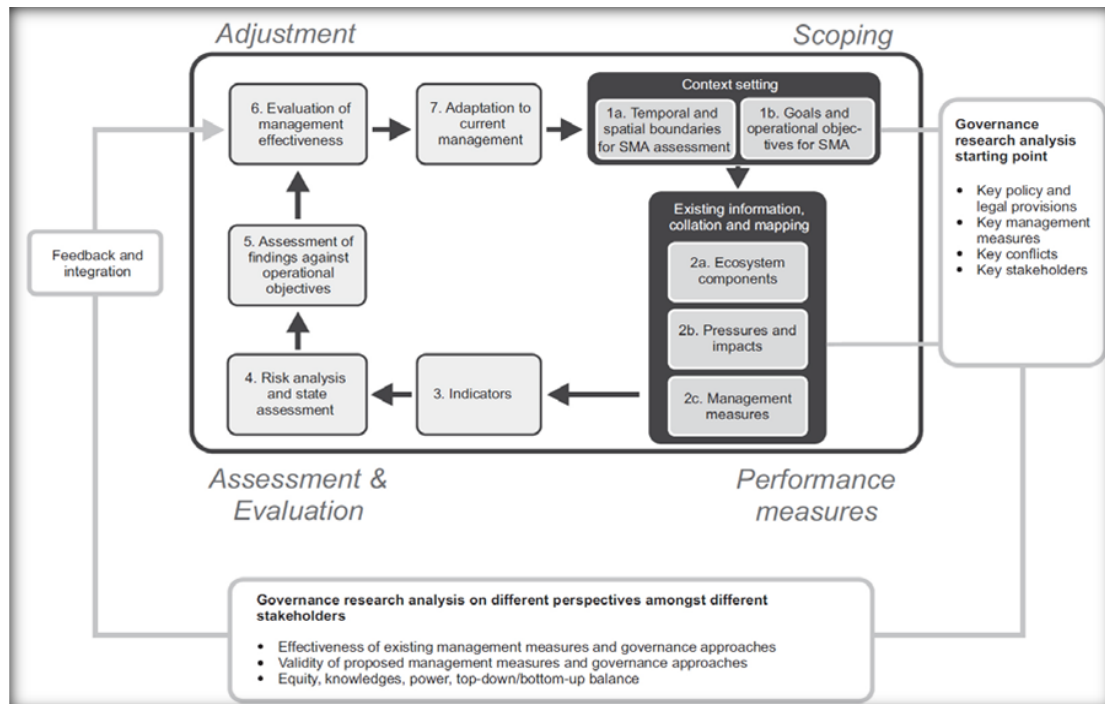 Adjustment
Scoping
6. Evaluation of
management
effectiveness
7. Adaptation to
current
management
Context setting
1a. Temporal and
spatial boundaries
for SMA assessment
1b. Goals and
operational objec-
tives for SMA
Governance
research analysis
starting point
• Key policy and
legal provisions
• Key management
measures
• Key conflicts
• Key stakeholders
Existing information,
collation and mapping
2a. Ecosystem
components
2b. Pressures and
impacts
2c. Management
measures
Feedback and
integration
5. Assessment of
findings against
operational
objectives
4. Risk analysis
and state
assessment
3. Indicators
Assessment &
Evaluation
Performance
measures
Governance research analysis on different perspectives amongst different
stakeholders
• Effectiveness of existing management measures and governance approaches
• Validity of proposed management measures and governance approaches
• Equity, knowledges, power, top-down/bottom-up balance